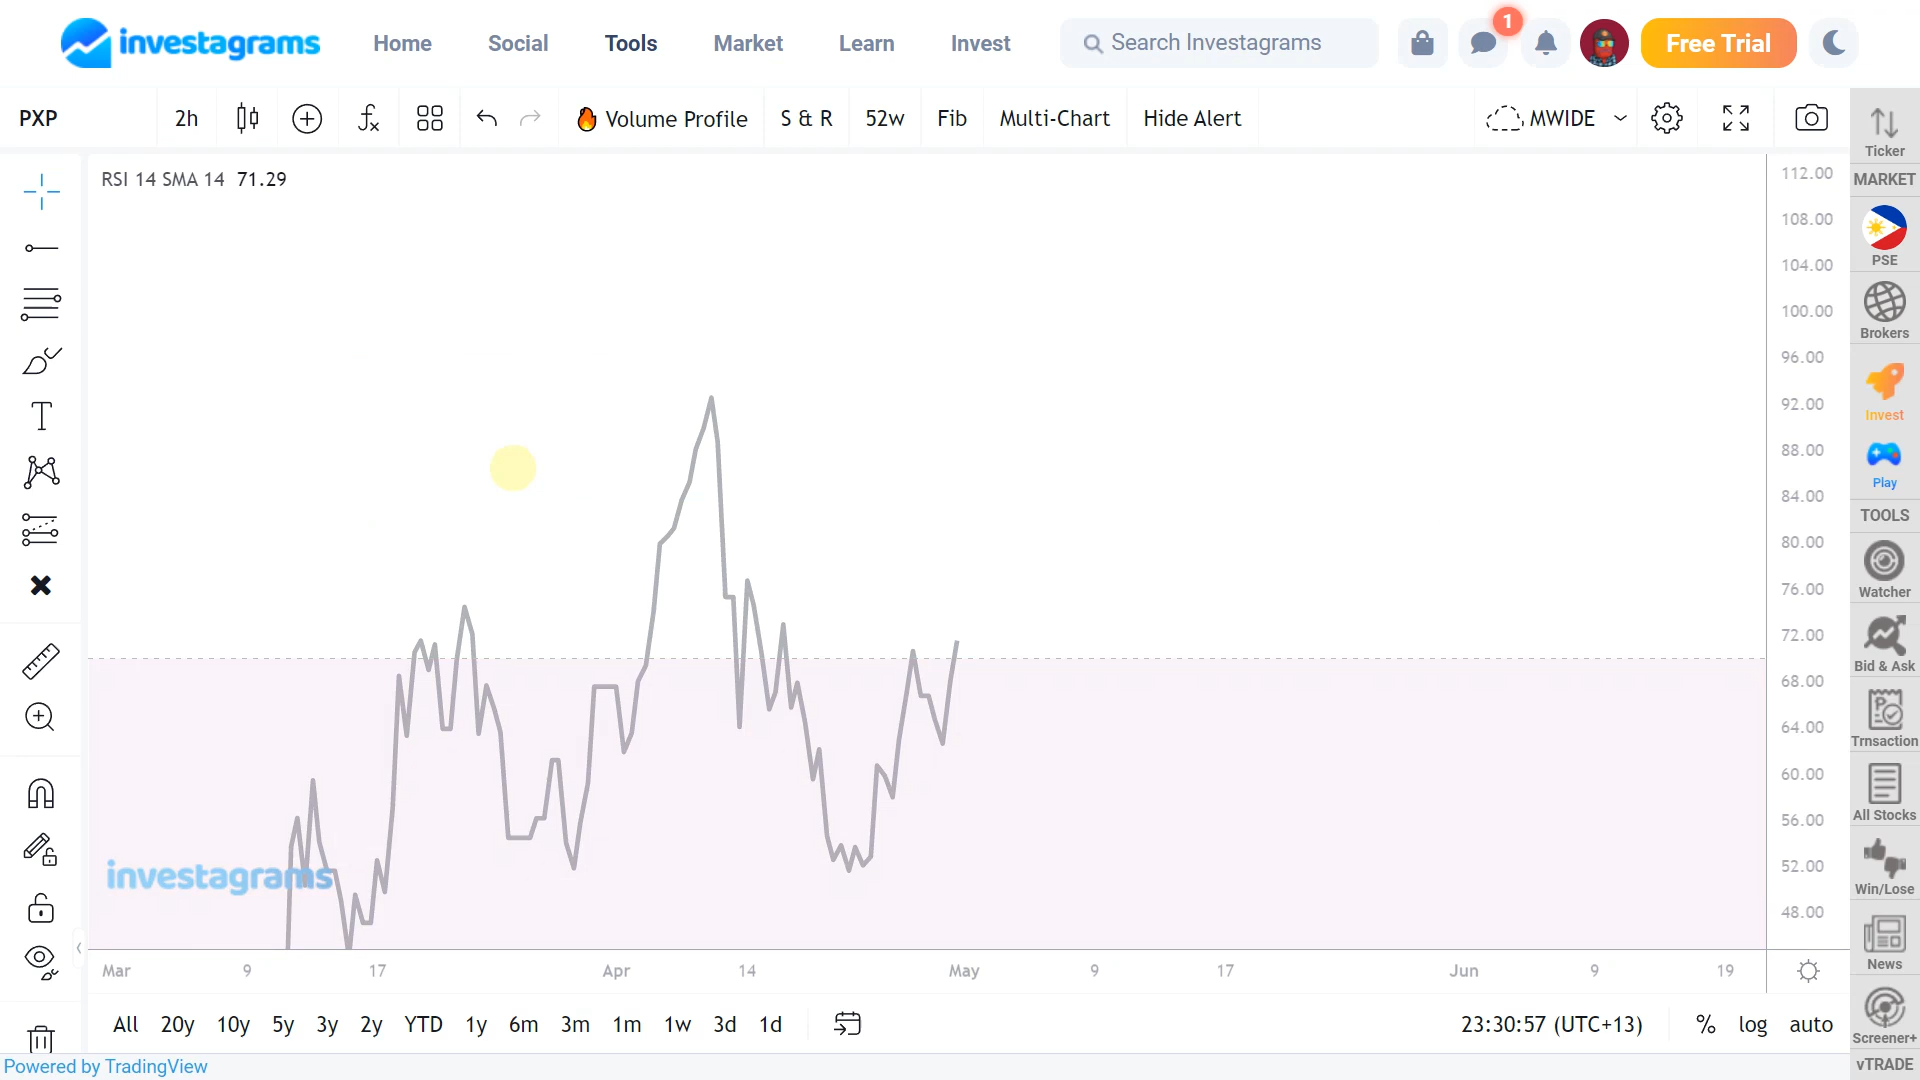 investagrams
Home Social Tools Market Learn Invest
Search Investagrams
1
Free Trial
PXP
2h
Volume Profile S & R 52w Fib Multi-Chart Hide Alert
MWIDE
RSI 14 SMA 14 71.29
112.00
108.00
104.00
100.00
96.00
92.00
88.00
84.00
80.00
76.00
72.00
68.00
64.00
60.00
56.00
52.00
48.00
investagrams
Mar 9 17 Apr 14 May 9 17 Jun 9 19
All 20y 10y 5y 3y 2y YTD 1y 6m 3m 1m 1w 3d 1d
23:30:57 (UTC+13) % log auto
Powered by TradingView
Ticker
MARKET
PSE
Brokers
Invest
Play
TOOLS
Watcher
Bid & Ask
Trnsaction
All Stocks
Win/Lose
News
Screener+
vTRADE